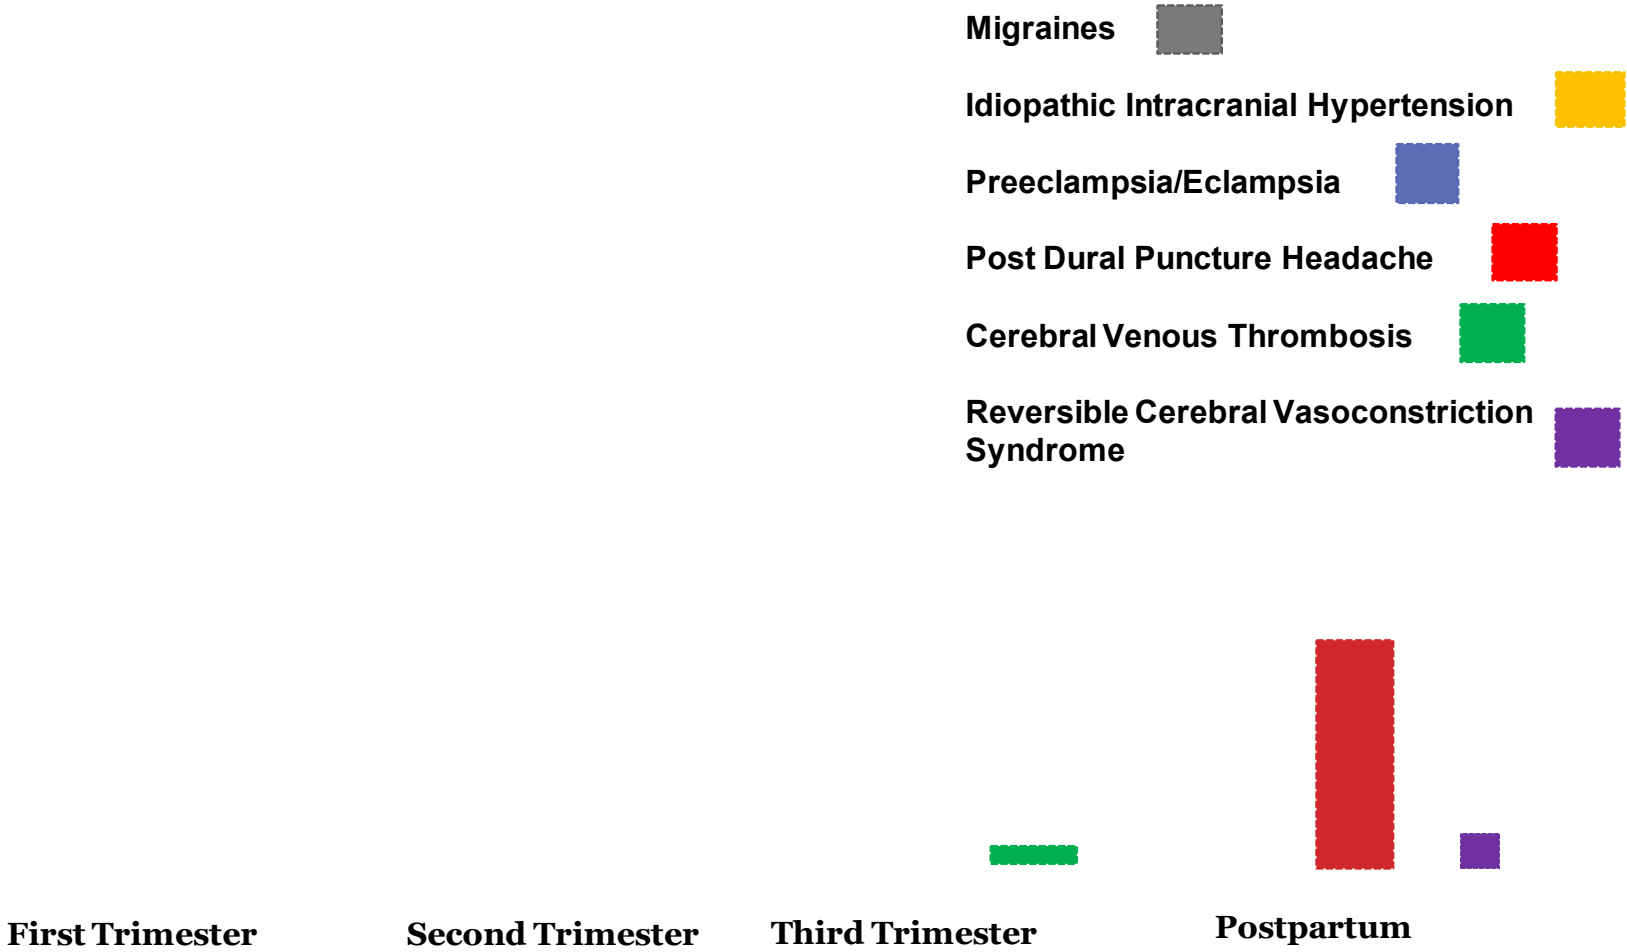 Migraines
Idiopathic Intracranial Hypertension
Preeclampsia/Eclampsia
Post Dural Puncture Headache
Cerebral Venous Thrombosis
Reversible Cerebral Vasoconstriction
Syndrome
First Trimester
Second Trimester
Third Trimester
Postpartum